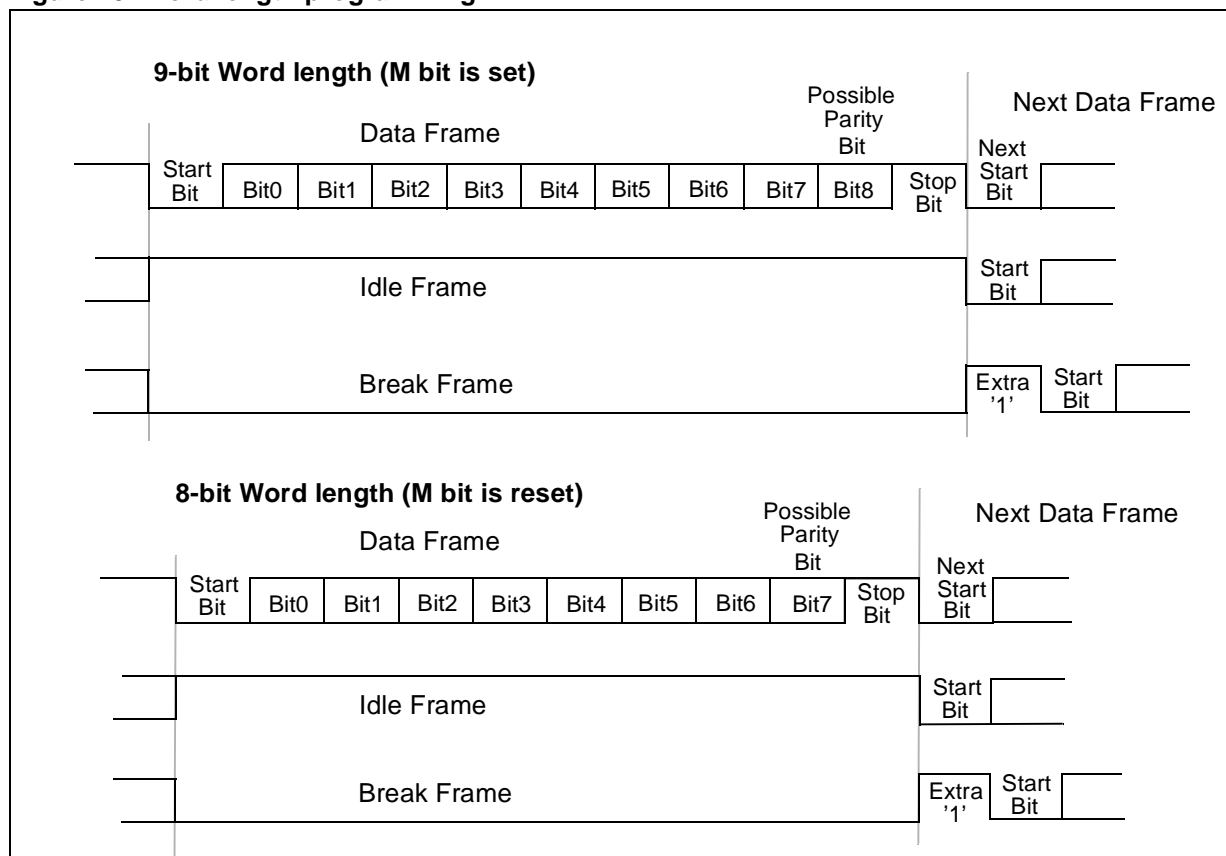 9-bit Word length (M bit is set)
Possible
Parity
Bit
Next Data Frame
Data Frame
Next
Start
Bit
Start
Bit
Bit0
Bit1
Bit2
Bit3
Bit4
Bit5
Bit6
Bit7
Bit8
Stop
Bit
Idle Frame
Start
Bit
Break Frame
Extra
'1'
Start
Bit
8-bit Word length (M bit is reset)
Possible
Parity
Bit
Next Data Frame
Data Frame
Next
Start
Bit
Start
Bit
Bit0
Bit1
Bit2
Bit3
Bit4
Bit5
Bit6
Bit7
Stop
Bit
Idle Frame
Start
Bit
Break Frame
Extra
'1'
Start
Bit